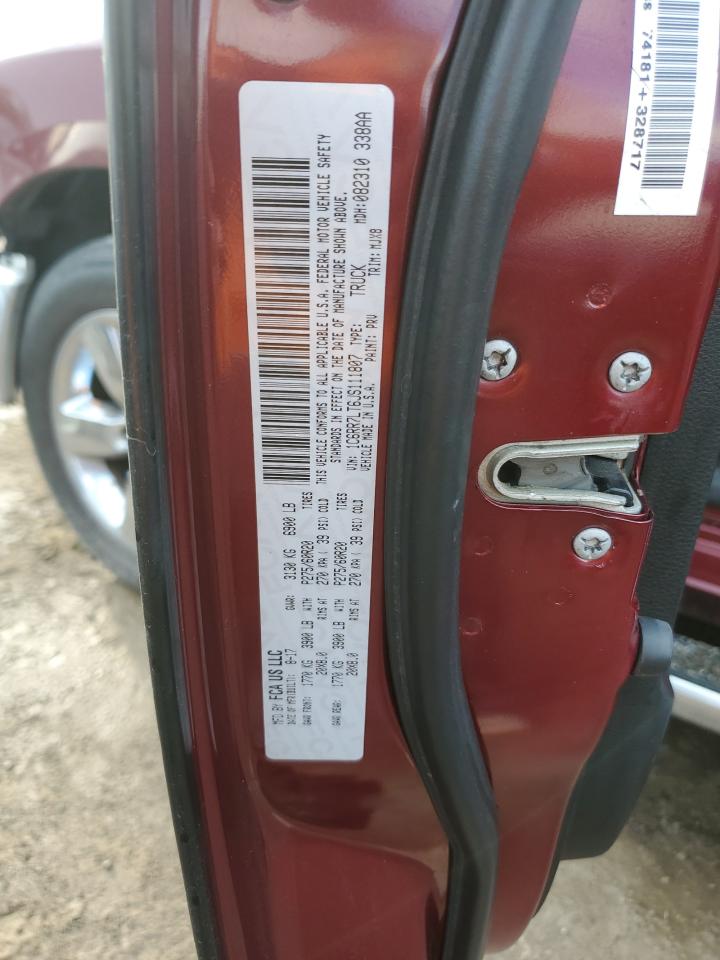 MFD BY FCA US LLC
DATE OF MFR(BUILT): 8-17 GVWR: 3130 KG 6900 LB
GAWR FRONT: 1770 KG 3900 LB WITH P275/60R20 TIRES
20X8.0 RIMS AT 270 KPA ( 39 PSI) COLD
GAWR REAR: 1770 KG 3900 LB WITH P275/60R20 TIRES
20X8.0 RIMS AT 270 KPA ( 39 PSI) COLD
THIS VEHICLE CONFORMS TO ALL APPLICABLE U.S.A. FEDERAL MOTOR VEHICLE SAFETY
STANDARDS IN EFFECT ON THE DATE OF MANUFACTURE SHOWN ABOVE.
VIN: 1C6RR7LT6JS111807 TYPE: TRUCK MDH:082310 338AA
VEHICLE MADE IN U.S.A. PAINT: PRV TRIM: MJX8
74181+328717